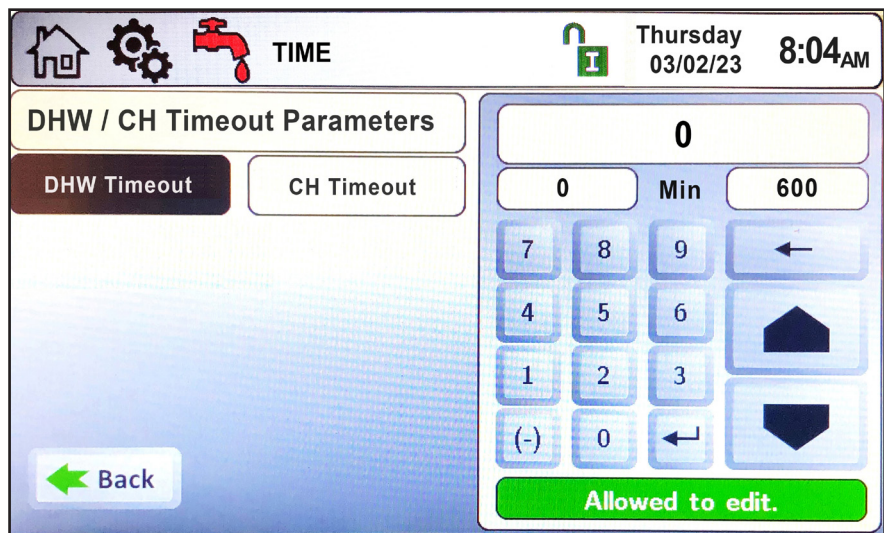 TIME
I
Thursday
03/02/23
8:04AM
DHW / CH Timeout Parameters
DHW Timeout
CH Timeout
0
0
Min
600
7
8
9
4
5
6
1
2
3
(-)
0
Back
Allowed to edit.